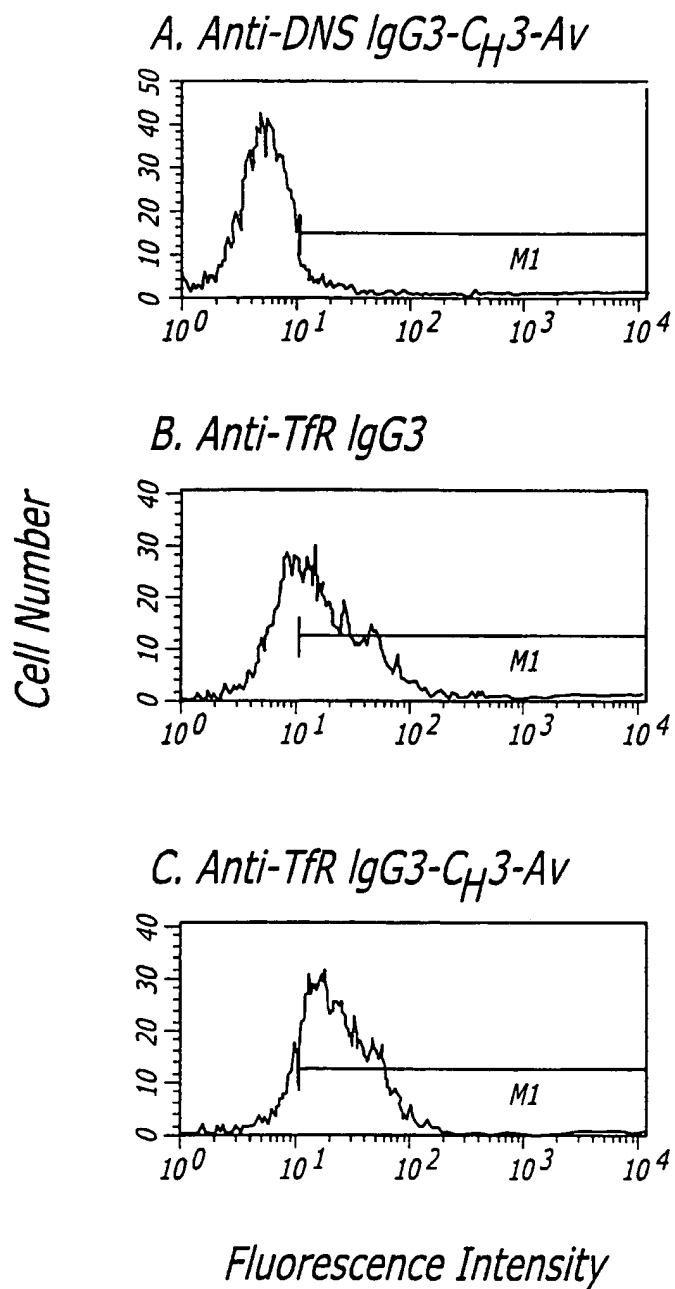 A. Anti-DNS IgG3-CH3-Av
50
40
30
20
10
0
M1
10^0 10^1 10^2 10^3 10^4
B. Anti-TfR IgG3
40
30
20
10
0
M1
10^0 10^1 10^2 10^3 10^4
Cell Number
C. Anti-TfR IgG3-CH3-Av
40
30
20
10
0
M1
10^0 10^1 10^2 10^3 10^4
Fluorescence Intensity